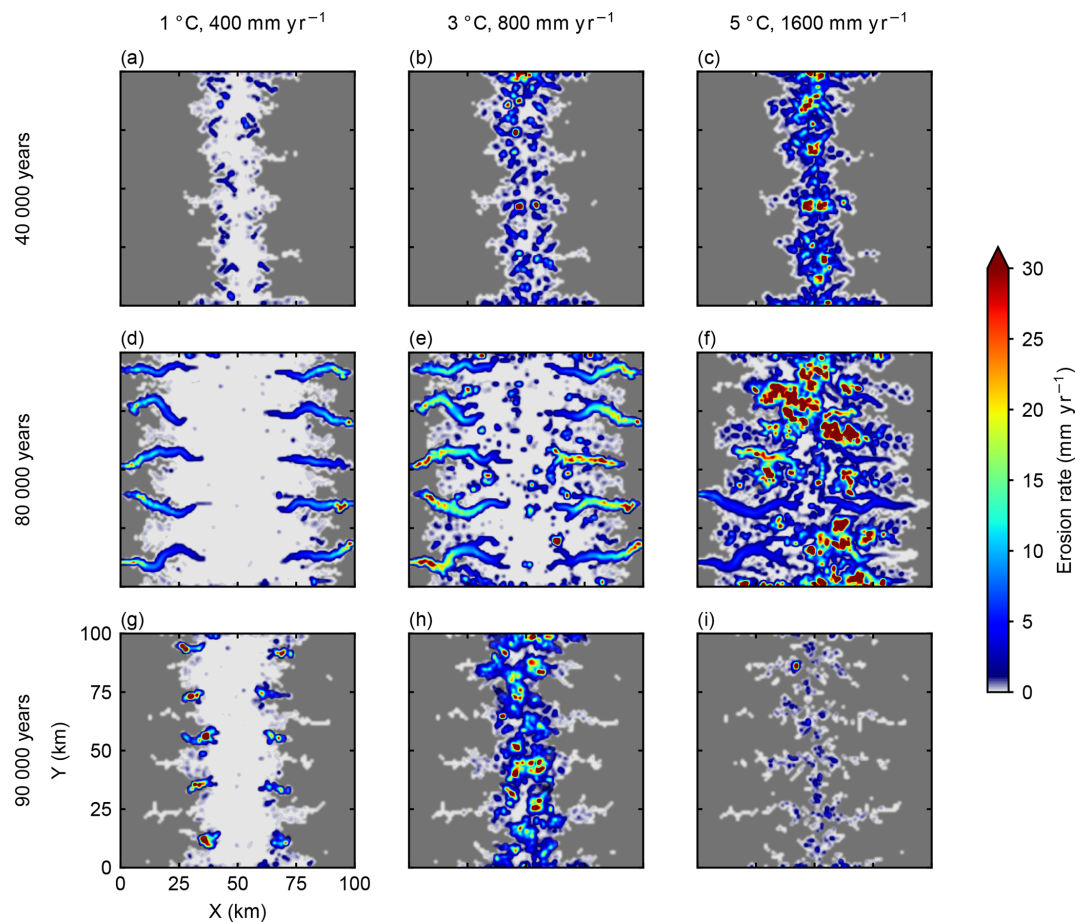 1 °C, 400 mm yr⁻¹ 3 °C, 800 mm yr⁻¹ 5 °C, 1600 mm yr⁻¹
(a) (b) (c)
40 000 years
(d) (e) (f)
80 000 years
(g) (h) (i)
90 000 years
100
75
50
25
0
Y (km)
0 25 50 75 100
X (km)
30
25
20
15
10
5
0
Erosion rate (mm yr⁻¹)